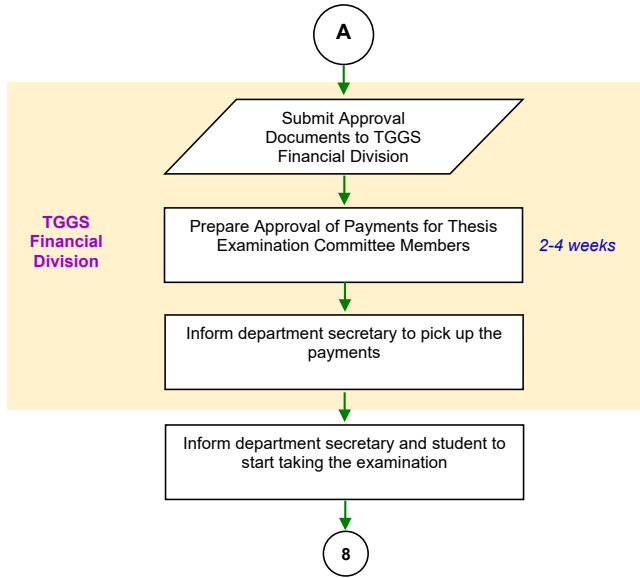 A
Submit Approval
Documents to TGGS
Financial Division
TGGS
Financial
Division
Prepare Approval of Payments for Thesis
Examination Committee Members
2-4 weeks
Inform department secretary to pick up the
payments
Inform department secretary and student to
start taking the examination
8